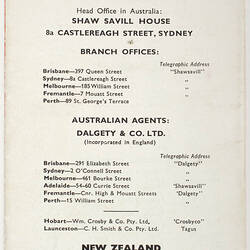 Head Office in Australia:
SHAW SAVILL HOUSE
8a CASTLEREAGH STREET, SYDNEY
BRANCH OFFICES:
Telegraphic Address
Brisbane—397 Queen Street "Shawsavill"
Sydney—8a Castlereagh Street "
Melbourne—185 William Street "
Fremantle—7 Mouatt Street "
Perth—89 St. George's Terrace
AUSTRALIAN AGENTS:
DALGETY & CO. LTD.
(Incorporated in England)
Telegraphic Address
Brisbane—291 Elizabeth Street "Dalgety"
Sydney—2 O'Connell Street "
Melbourne—461 Bourke Street "
Adelaide—54-60 Currie Street "Shawsavill"
Fremantle—Cnr. High & Mouatt Streets "Dalgety"
Perth—15 William Street "
Hobart—Wm. Crosby & Co. Pty. Ltd., 'Crosbyco"
Launceston—C. H. Smith & Co. Pty. Ltd. 'Tagus
NEW ZEALAND